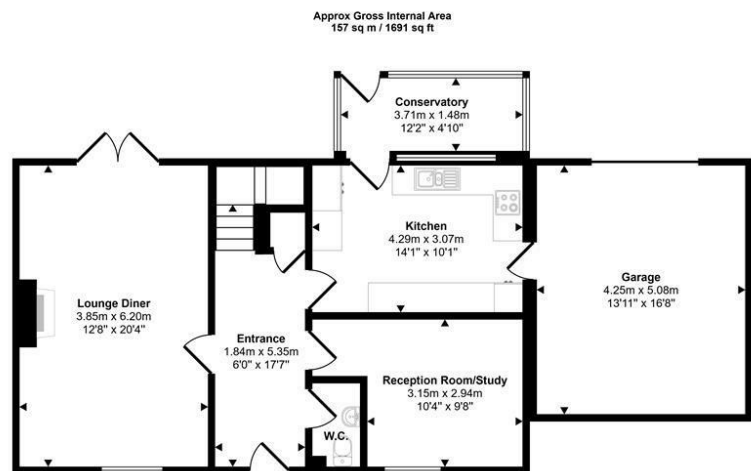 Approx Gross Internal Area
157 sq m / 1691 sq ft
Conservatory
3.71m x 1.48m
12'2" x 4'10"
Kitchen
4.29m x 3.07m
14'1" x 10'1"
Garage
4.25m x 5.08m
13'11" x 16'8"
Lounge Diner
3.85m x 6.20m
12'8" x 20'4"
Entrance
1.84m x 5.35m
6'0" x 17'7"
Reception Room/Study
3.15m x 2.94m
10'4" x 9'8"
W.C.